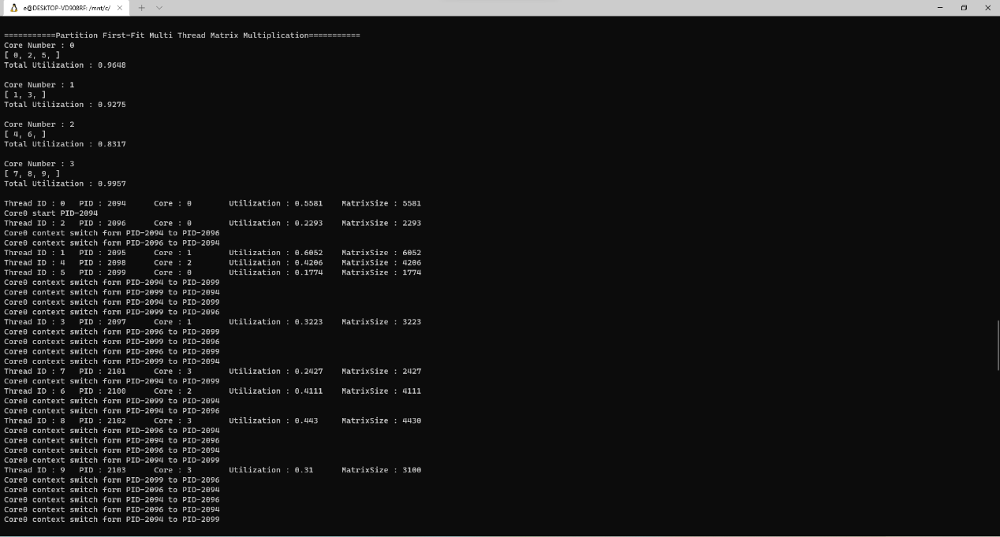 e@DESKTOP-VD908RF: /mnt/c/
===========Partition First-Fit Multi Thread Matrix Multiplication===========
Core Number : 0
[ 0, 2, 5, ]
Total Utilization : 0.9648
Core Number : 1
[ 1, 3, ]
Total Utilization : 0.9275
Core Number : 2
[ 4, 6, ]
Total Utilization : 0.8317
Core Number : 3
[ 7, 8, 9, ]
Total Utilization : 0.9957
Thread ID : 0   PID : 2094      Core : 0        Utilization : 0.5581    MatrixSize : 5581
Core0 start PID-2094
Thread ID : 2   PID : 2096      Core : 0        Utilization : 0.2293    MatrixSize : 2293
Core0 context switch form PID-2094 to PID-2096
Core0 context switch form PID-2096 to PID-2094
Thread ID : 1   PID : 2095      Core : 1        Utilization : 0.6052    MatrixSize : 6052
Thread ID : 4   PID : 2098      Core : 2        Utilization : 0.4206    MatrixSize : 4206
Thread ID : 5   PID : 2099      Core : 0        Utilization : 0.1774    MatrixSize : 1774
Core0 context switch form PID-2094 to PID-2099
Core0 context switch form PID-2099 to PID-2094
Core0 context switch form PID-2094 to PID-2099
Core0 context switch form PID-2099 to PID-2096
Thread ID : 3   PID : 2097      Core : 1        Utilization : 0.3223    MatrixSize : 3223
Core0 context switch form PID-2096 to PID-2099
Core0 context switch form PID-2099 to PID-2096
Core0 context switch form PID-2096 to PID-2099
Core0 context switch form PID-2099 to PID-2094
Thread ID : 7   PID : 2101      Core : 3        Utilization : 0.2427    MatrixSize : 2427
Core0 context switch form PID-2094 to PID-2099
Thread ID : 6   PID : 2100      Core : 2        Utilization : 0.4111    MatrixSize : 4111
Core0 context switch form PID-2099 to PID-2094
Core0 context switch form PID-2094 to PID-2096
Thread ID : 8   PID : 2102      Core : 3        Utilization : 0.443     MatrixSize : 4430
Core0 context switch form PID-2096 to PID-2094
Core0 context switch form PID-2094 to PID-2096
Core0 context switch form PID-2096 to PID-2094
Core0 context switch form PID-2094 to PID-2099
Thread ID : 9   PID : 2103      Core : 3        Utilization : 0.31      MatrixSize : 3100
Core0 context switch form PID-2099 to PID-2096
Core0 context switch form PID-2096 to PID-2094
Core0 context switch form PID-2094 to PID-2096
Core0 context switch form PID-2096 to PID-2094
Core0 context switch form PID-2094 to PID-2099